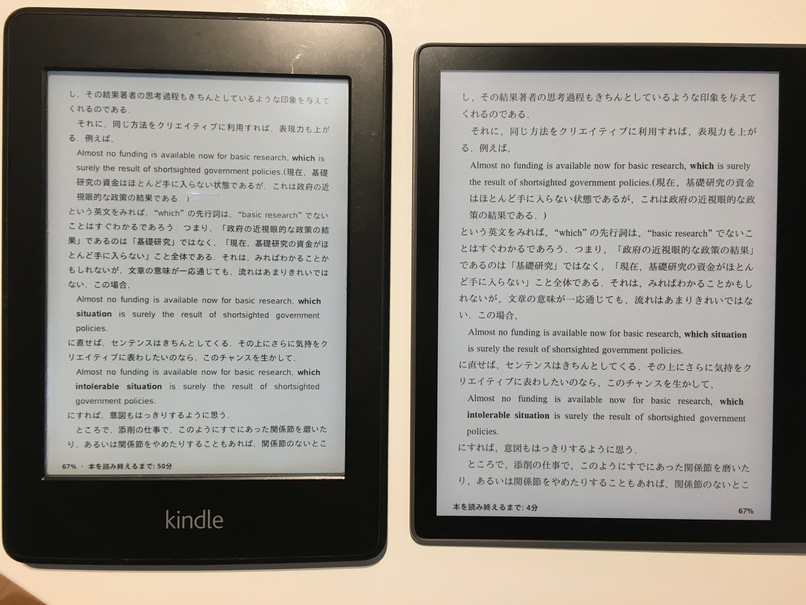 し、その結果著者の思考過程もきちんとしているような印象を与えて
くれるのである.
それに、同じ方法をクリエイティブに利用すれば、表現力も上が
る. 例えば,
Almost no funding is available now for basic research, which is
surely the result of shortsighted government policies.(現在、基礎
研究の資金はほとんど手に入らない状態であるが、これは政府の近
視眼的な政策の結果である. )
という英文をみれば、“which” の先行詞は、“basic research” でない
ことはすぐわかるであろう. つまり、「政府の近視眼的な政策の結
果」であるのは「基礎研究」ではなく、「現在、基礎研究の資金がほ
とんど手に入らない」こと全体である. それは、みればわかることか
もしれないが、文章の意味が一応通じても、流れはあまりきれいでは
ない. この場合,
Almost no funding is available now for basic research, which
situation is surely the result of shortsighted government
policies.
に直せば、センテンスはきちんとしてくる. その上にさらに気持をク
リエイティブに表わしたいのなら、このチャンスを生かして,
Almost no funding is available now for basic research, which
intolerable situation is surely the result of shortsighted
government policies.
にすれば、意図もはっきりするように思う.
ところで、添削の仕事で、このようにすでにあった関係節を磨いた
り、あるいは関係節をやめたりすることもあれば、関係節のないとこ
67% · 本を読み終えるまで: 50分
kindle
し、その結果著者の思考過程もきちんとしているような印象を与えて
くれるのである.
それに、同じ方法をクリエイティブに利用すれば、表現力も上が
る. 例えば,
Almost no funding is available now for basic research, which is surely
the result of shortsighted government policies.(現在、基礎研究の資金
はほとんど手に入らない状態であるが、これは政府の近視眼的な政
策の結果である. )
という英文をみれば、“which” の先行詞は、“basic research” でないこ
とはすぐわかるであろう. つまり、「政府の近視眼的な政策の結果」
であるのは「基礎研究」ではなく、「現在、基礎研究の資金がほとん
ど手に入らない」こと全体である. それは、みればわかることかもし
れないが、文章の意味が一応通じても、流れはあまりきれいではな
い. この場合,
Almost no funding is available now for basic research, which situation
is surely the result of shortsighted government policies.
に直せば、センテンスはきちんとしてくる. その上にさらに気持をク
リエイティブに表わしたいのなら、このチャンスを生かして,
Almost no funding is available now for basic research, which
intolerable situation is surely the result of shortsighted government
policies.
にすれば、意図もはっきりするように思う.
ところで、添削の仕事で、このようにすでにあった関係節を磨いた
り、あるいは関係節をやめたりすることもあれば、関係節のないとこ
本を読み終えるまで: 4分 67%